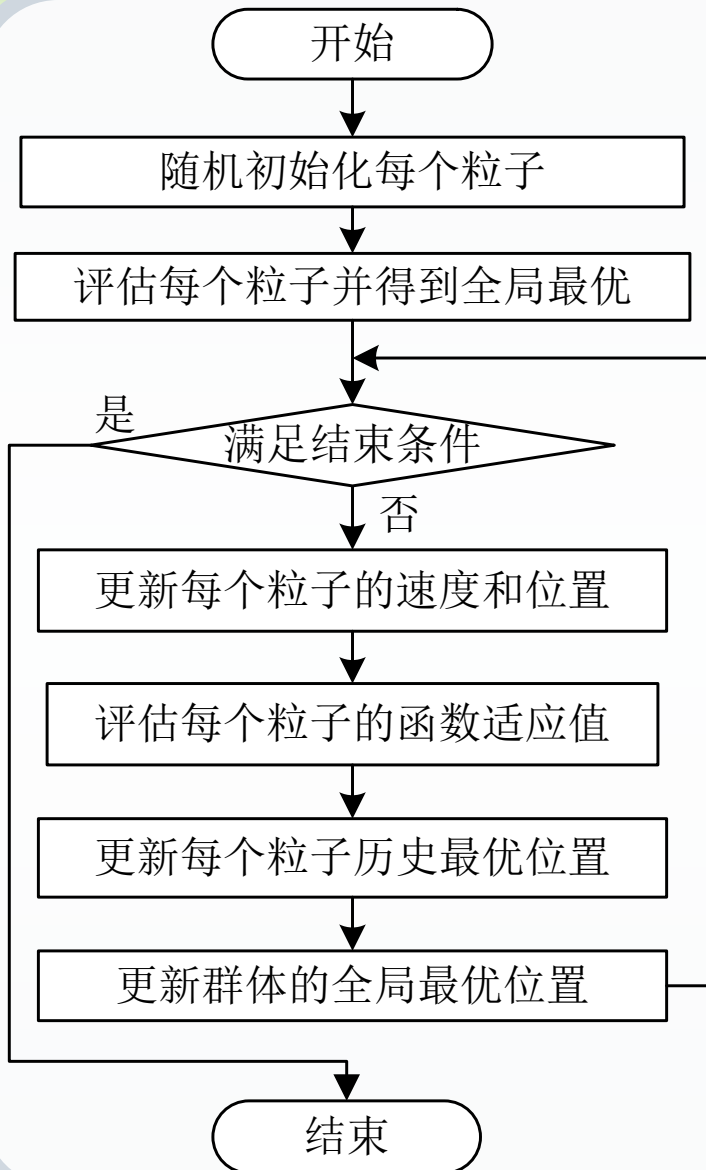 开始
随机初始化每个粒子
评估每个粒子并得到全局最优
是
满足结束条件
否
更新每个粒子的速度和位置
评估每个粒子的函数适应值
更新每个粒子历史最优位置
更新群体的全局最优位置
结束